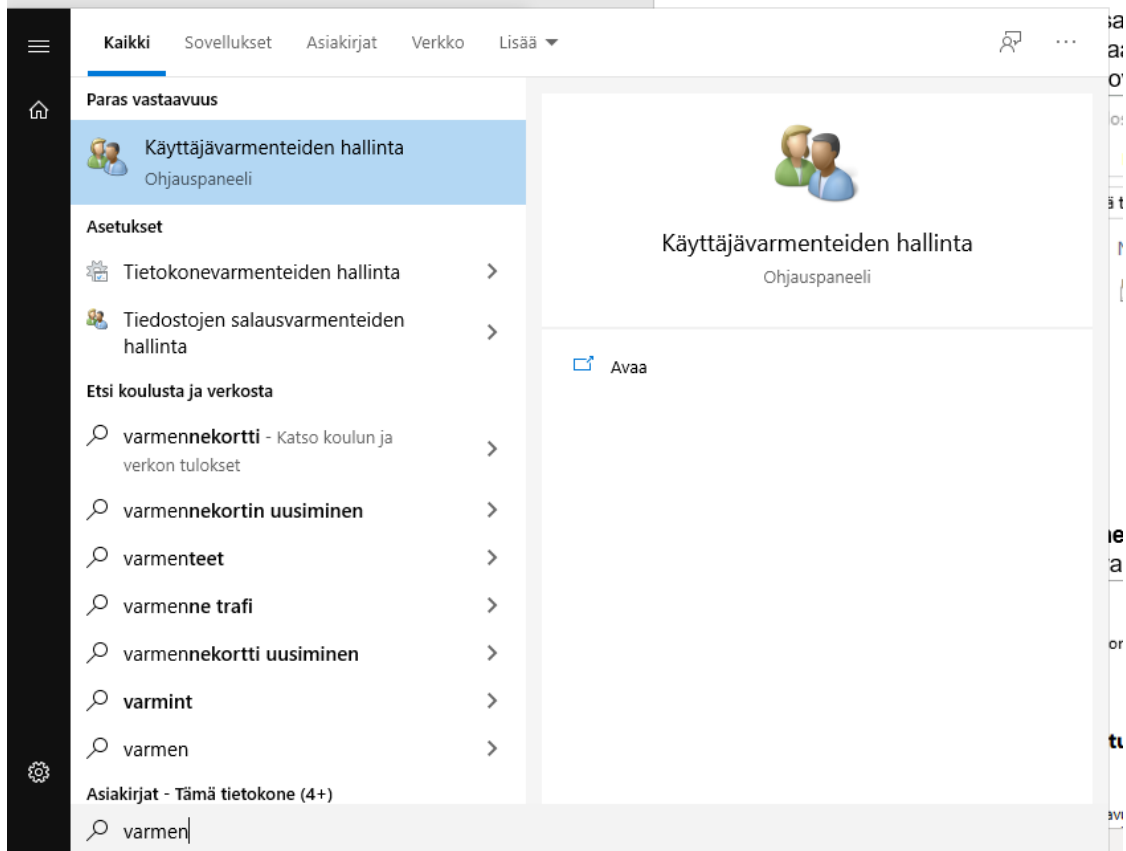 Kaikki Sovellukset Asiakirjat Verkko Lisää
Paras vastaavuus
Käyttäjävarmenteiden hallinta
Ohjauspaneeli
Asetukset
Tietokonevarmenteiden hallinta
Tiedostojen salausvarmenteiden
hallinta
Etsi koulusta ja verkosta
varmennekortti - Katso koulun ja
verkon tulokset
varmennekortin uusiminen
varmenteet
varmenne trafi
varmennekortti uusiminen
varmint
varmen
Asiakirjat - Tämä tietokone (4+)
varmen
Käyttäjävarmenteiden hallinta
Ohjauspaneeli
Avaa